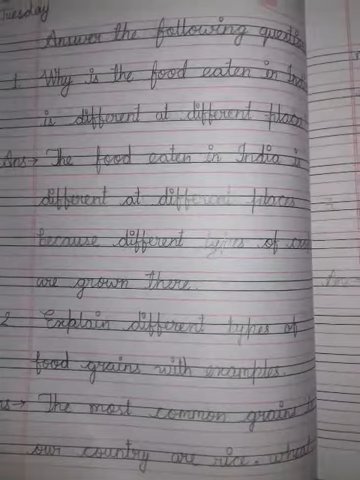 Tuesday
Answer the following
1. Why is the food eaten in
is different at different places
Ans→ The food eaten in India is
different at different places
because different types of
are grown there.
2 Explain different types of
food grains with examples.
→ The most common grains
our country are rice. wheat